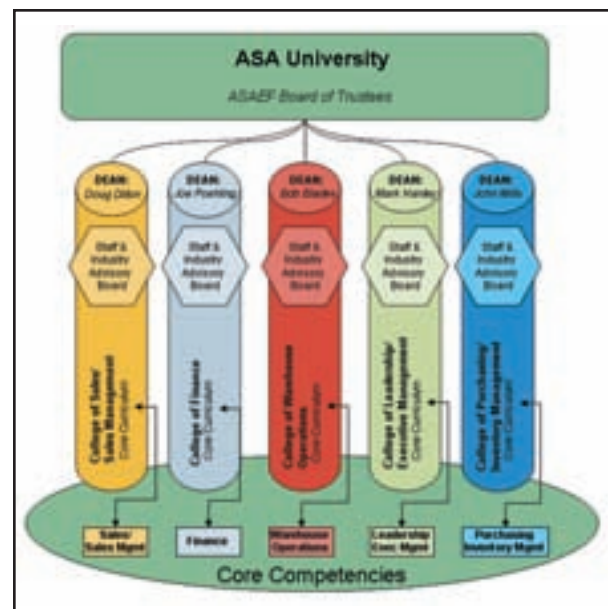 ASA University
ASAEF Board of Trustees
DEAN:
Doug Dillon
DEAN:
Joe Poehling
DEAN:
Bob Blades
DEAN:
Mark
DEAN:
John Mills
Staff &
Industry
Advisory
Board
Staff &
Industry
Advisory
Board
Staff &
Industry
Advisory
Board
Staff &
Industry
Advisory
Board
Staff &
Industry
Advisory
Board
College of Sales/
Sales Management
Core Curriculum
College of Finance
Core Curriculum
College of Warehouse
Operations
Core Curriculum
College of Leadership/
Executive Management
Core Curriculum
College of Purchasing/
Inventory Management
Core Curriculum
Sales/
Sales Mgmt
Finance
Warehouse
Operations
Leadership
Exec Mgmt
Purchasing
Inventory Mgmt
Core Competencies